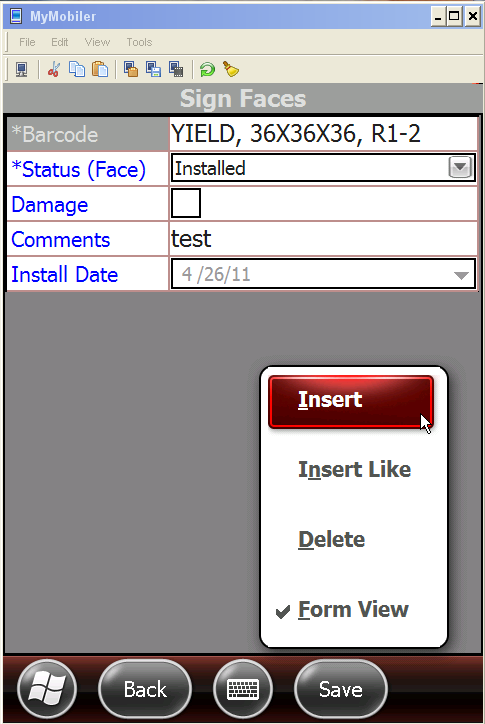 MyMobiler
File Edit View Tools
Sign Faces
*Barcode YIELD, 36X36X36, R1-2
*Status (Face) Installed
Damage
Comments test
Install Date 4 /26/11
Insert
Insert Like
Delete
Form View
Back Save